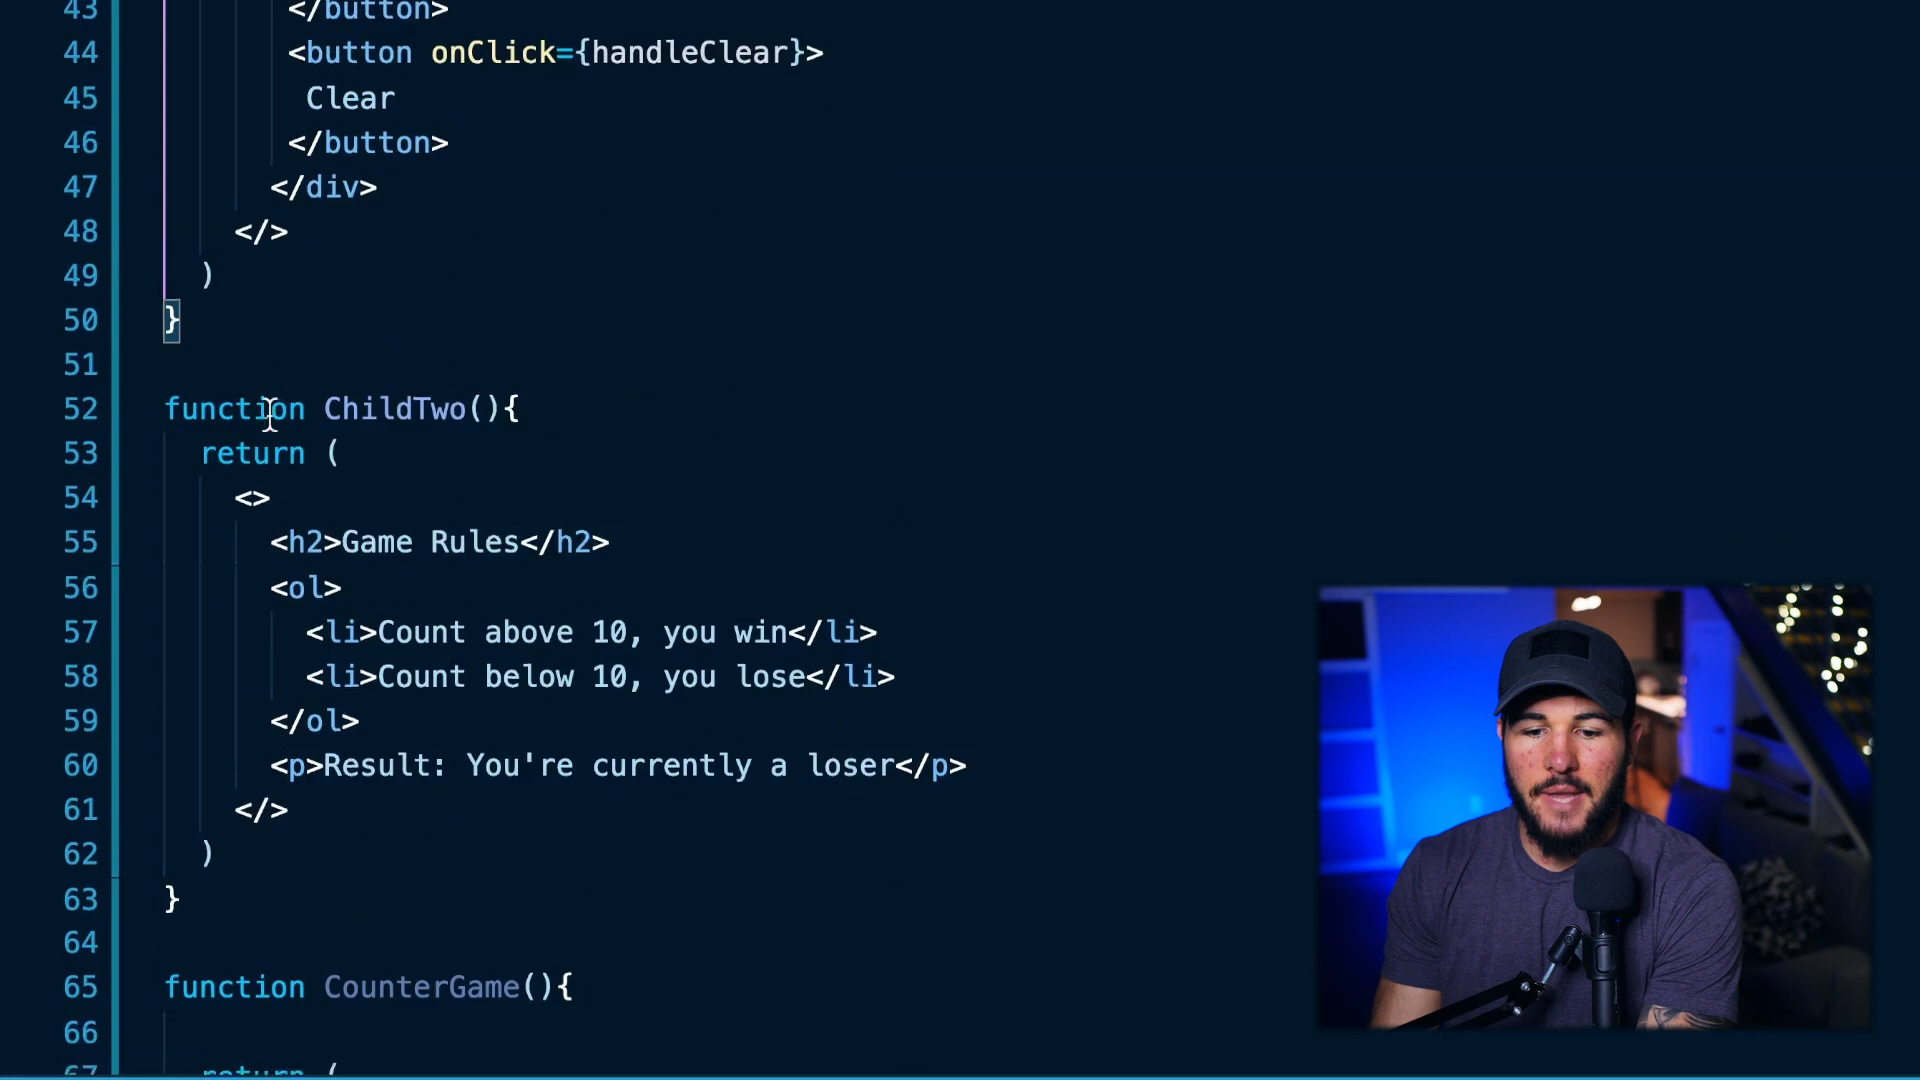 43 </button>
44 <button onClick={handleClear}>
45 Clear
46 </button>
47 </div>
48 </>
49 )
50 }
51
52 function ChildTwo(){
53 return (
54 <>
55 <h2>Game Rules</h2>
56 <ol>
57 <li>Count above 10, you win</li>
58 <li>Count below 10, you lose</li>
59 </ol>
60 <p>Result: You're currently a loser</p>
61 </>
62 )
63 }
64
65 function CounterGame(){
66
67 return (